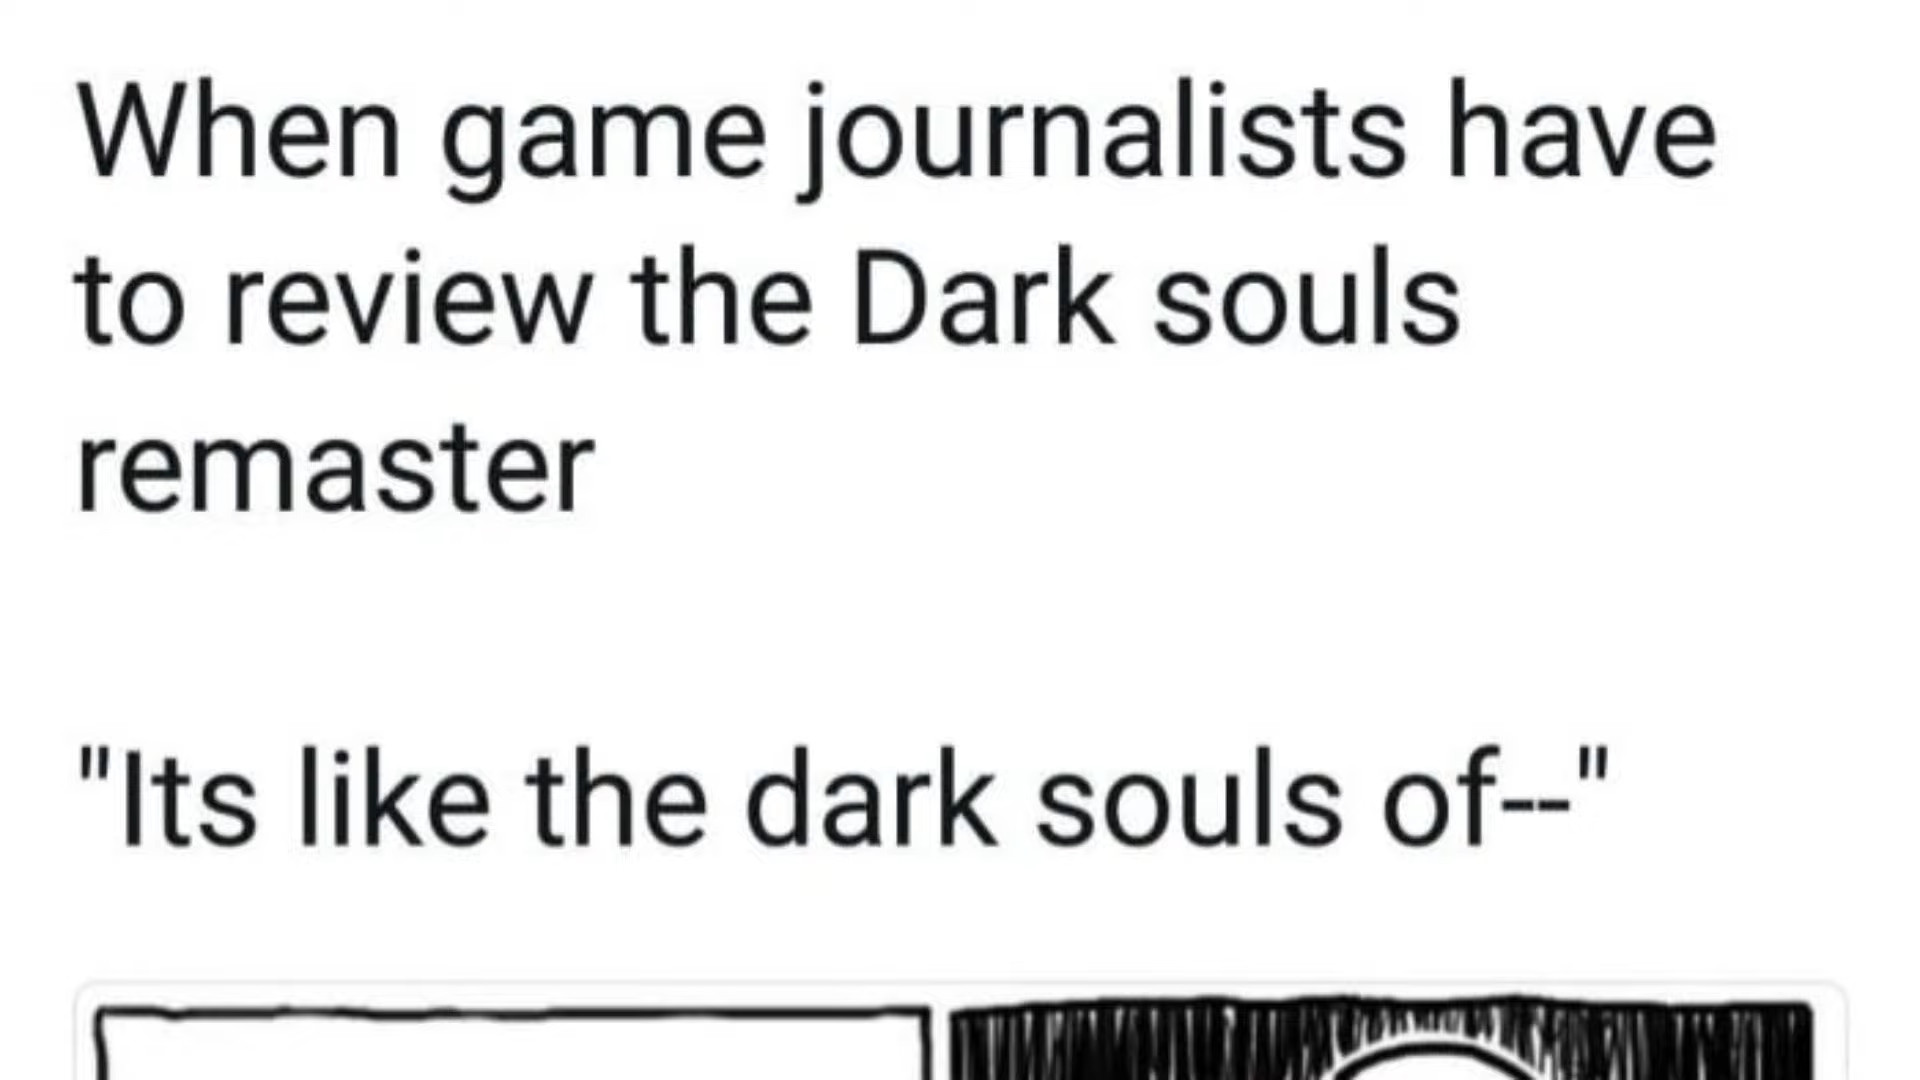 When game journalists have
to review the Dark souls
remaster
"Its like the dark souls of--"